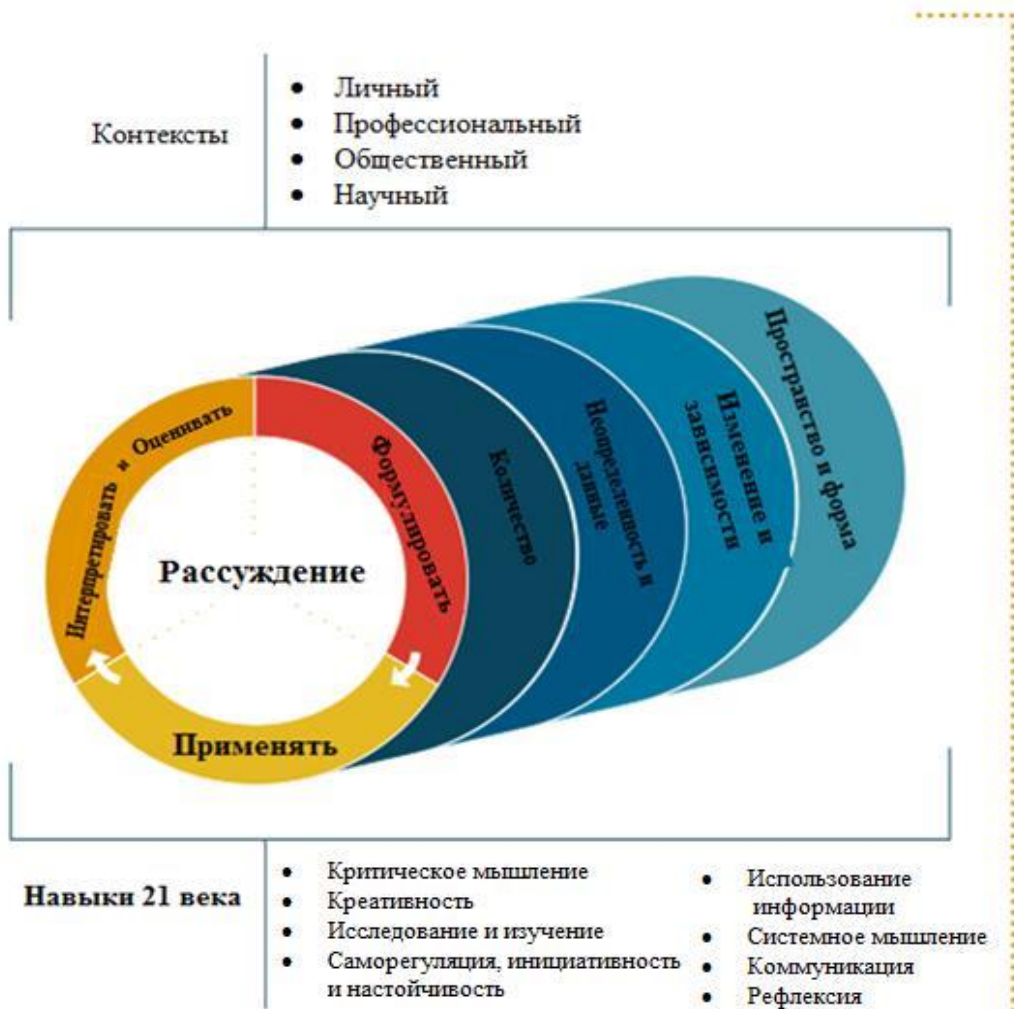 Контексты
• Личный
• Профессиональный
• Общественный
• Научный
Интерпретировать и Оценивать
Формулировать
Рассуждение
Применять
Количество
Неопределенность и
данные
Изменение и
зависимости
Пространство и форма
Навыки 21 века
• Критическое мышление
• Креативность
• Исследование и изучение
• Саморегуляция, инициативность
и настойчивость
• Использование
информации
• Системное мышление
• Коммуникация
• Рефлексия